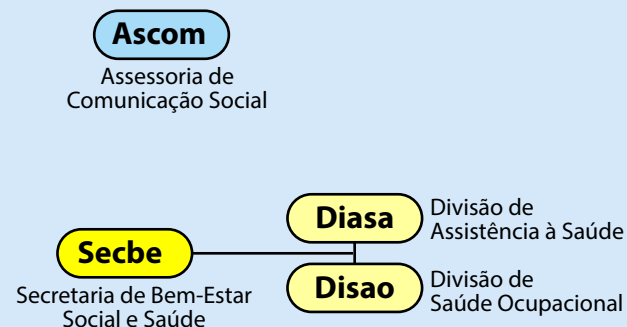 Ascom
Assessoria de
Comunicação Social
Secbe
Secretaria de Bem-Estar
Social e Saúde
Diasa
Divisão de
Assistência à Saúde
Disao
Divisão de
Saúde Ocupacional